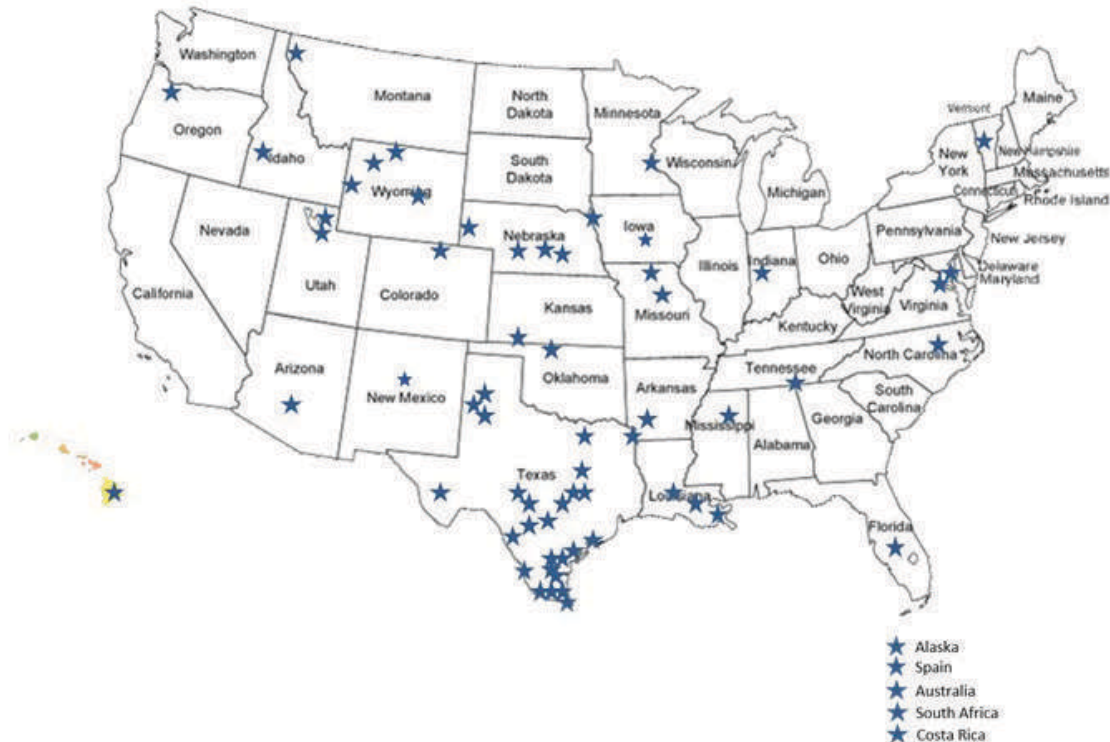 Washington
Montana
North
Dakota
Minnesota
Maine
Vermont
Oregon
Idaho
Wisconsin
New Hampshire
New
York
South
Dakota
Massachusetts
Michigan
Wyoming
Connecticut
Rhode Island
Nevada
Iowa
Nebraska
Pennsylvania
New Jersey
Illinois
Indiana
Ohio
Delaware
Maryland
Utah
Colorado
California
West
Virginia
Virginia
Kansas
Missouri
Kentucky
North Carolina
Arizona
Tennessee
Oklahoma
Arkansas
New Mexico
South
Carolina
Georgia
Mississippi
Alabama
Texas
Louisiana
Florida
Alaska
Spain
Australia
South Africa
Costa Rica